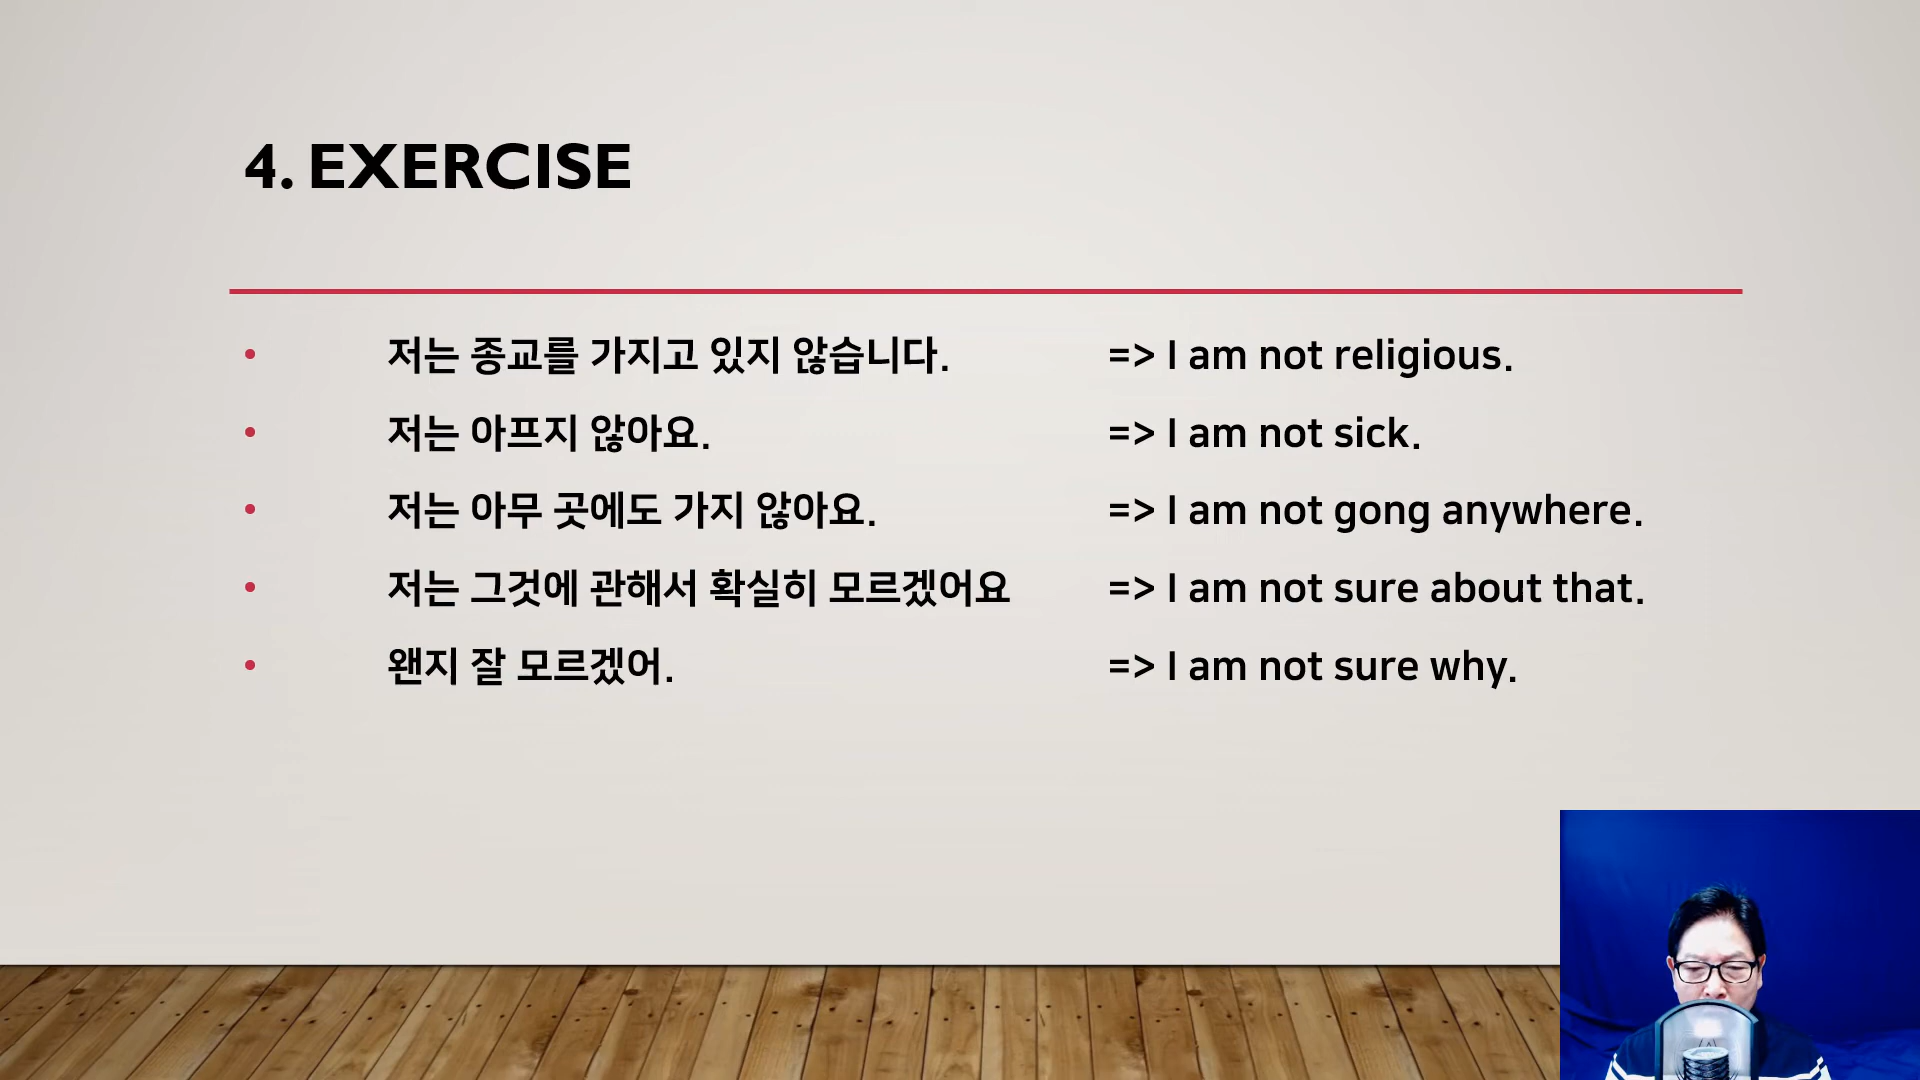 4. EXERCISE
• 저는 종교를 가지고 있지 않습니다. => I am not religious.
• 저는 아프지 않아요. => I am not sick.
• 저는 아무 곳에도 가지 않아요. => I am not gong anywhere.
• 저는 그것에 관해서 확실히 모르겠어요 => I am not sure about that.
• 왠지 잘 모르겠어. => I am not sure why.